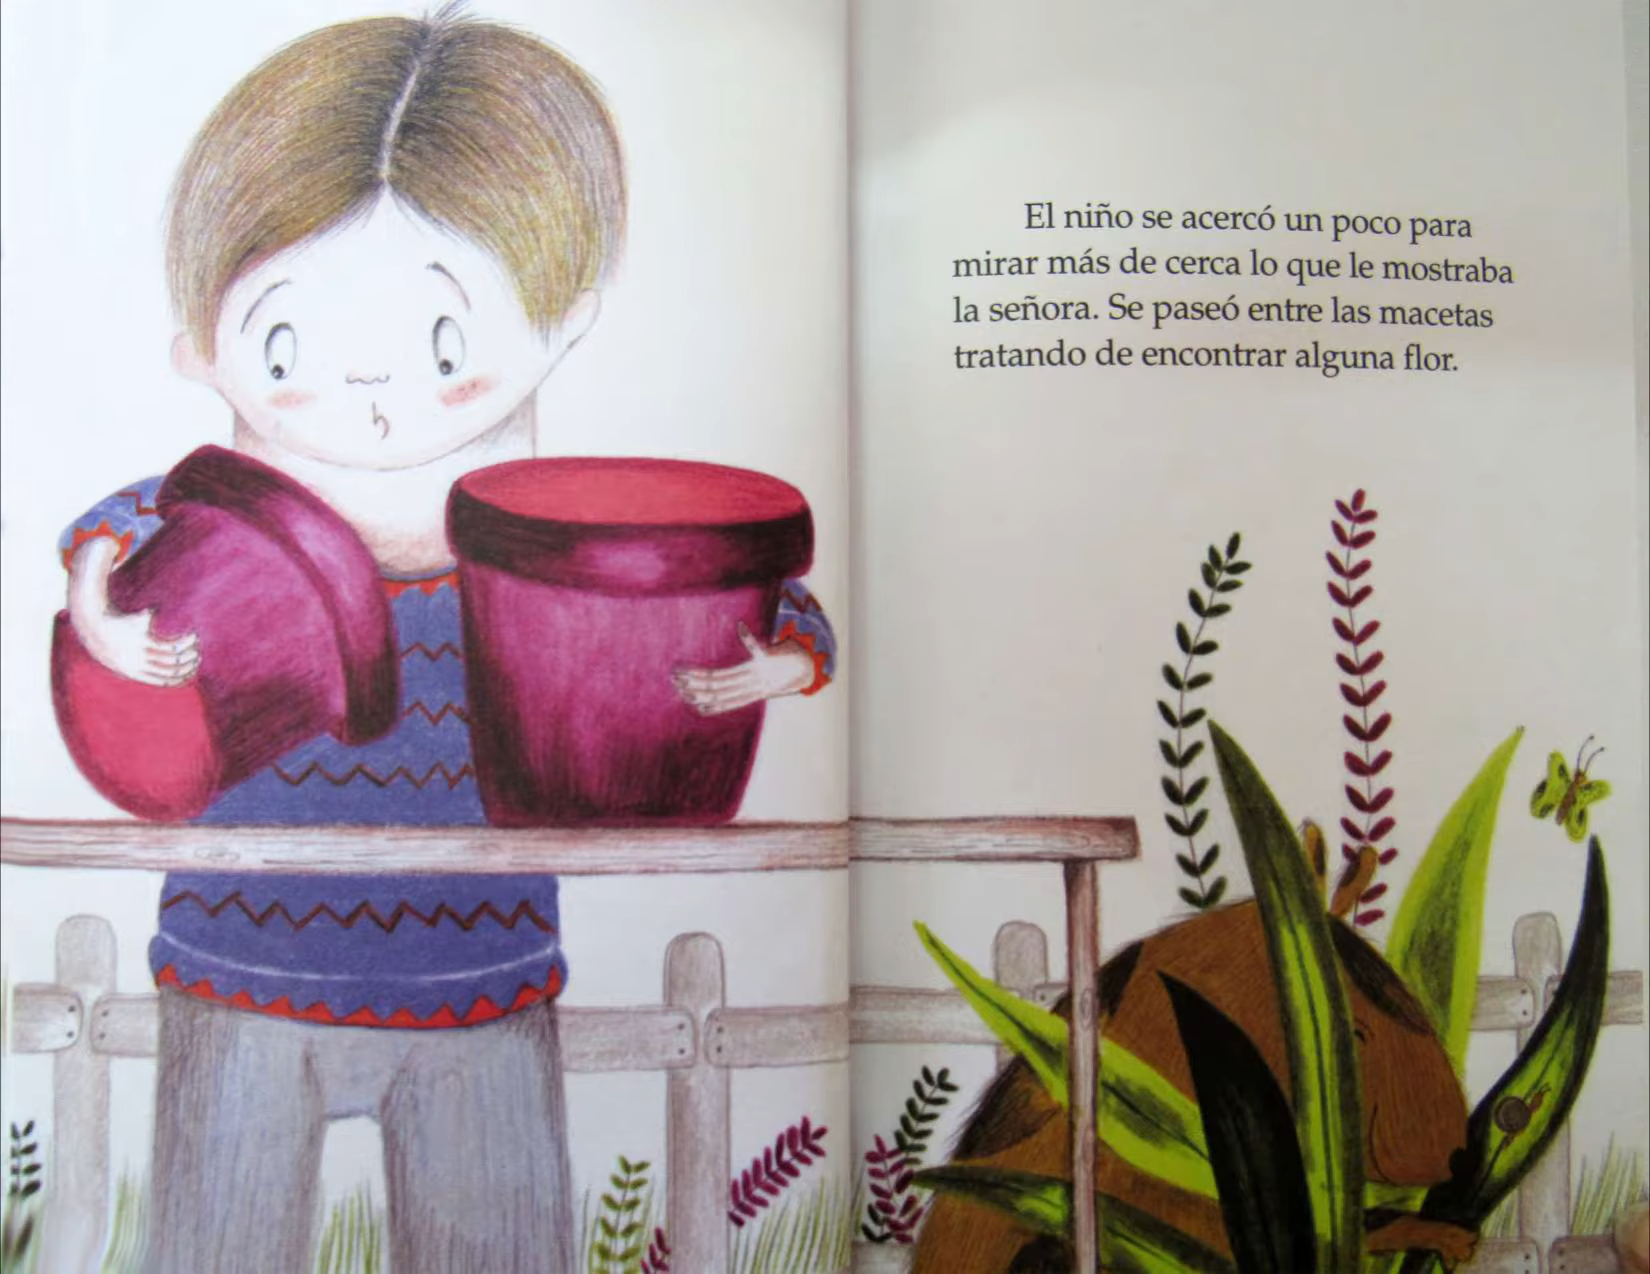 El niño se acercó un poco para
mirar más de cerca lo que le mostraba
la señora. Se paseó entre las macetas
tratando de encontrar alguna flor.